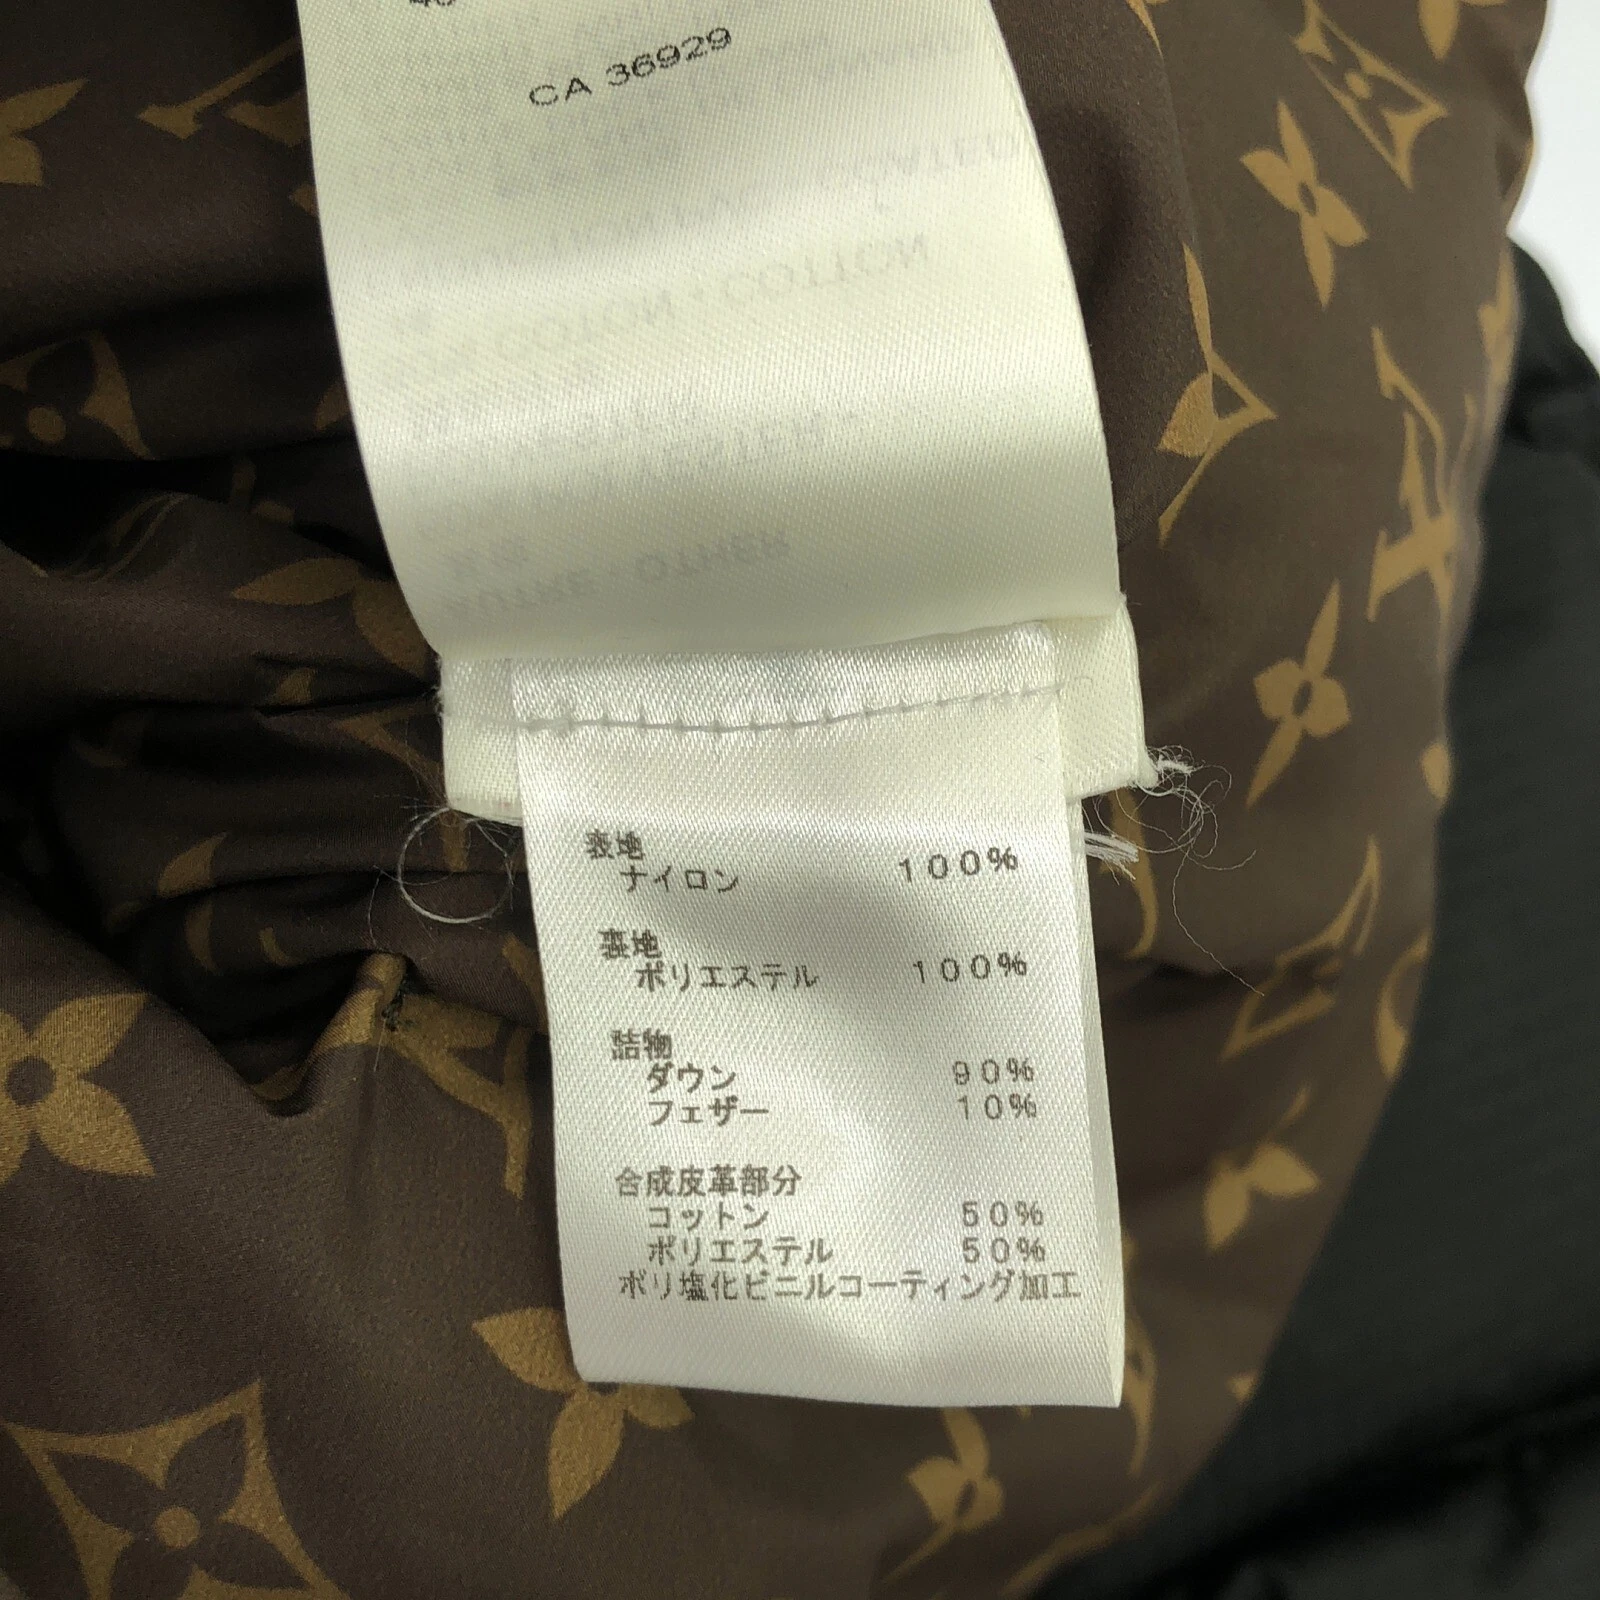 CA 36929
表地
ナイロン 100%
裏地
ポリエステル 100%
詰物
ダウン 90%
フェザー 10%
合成皮革部分
コットン 50%
ポリエステル 50%
ポリ塩化ビニルコーティング加工